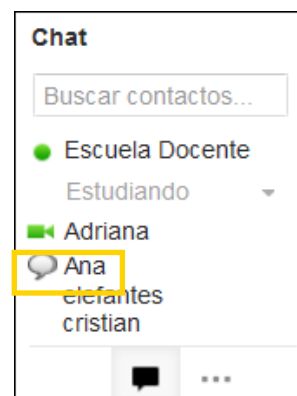 Chat
Buscar contactos...
Escuela Docente
Estudiando
Adriana
Ana
elefantes
cristian